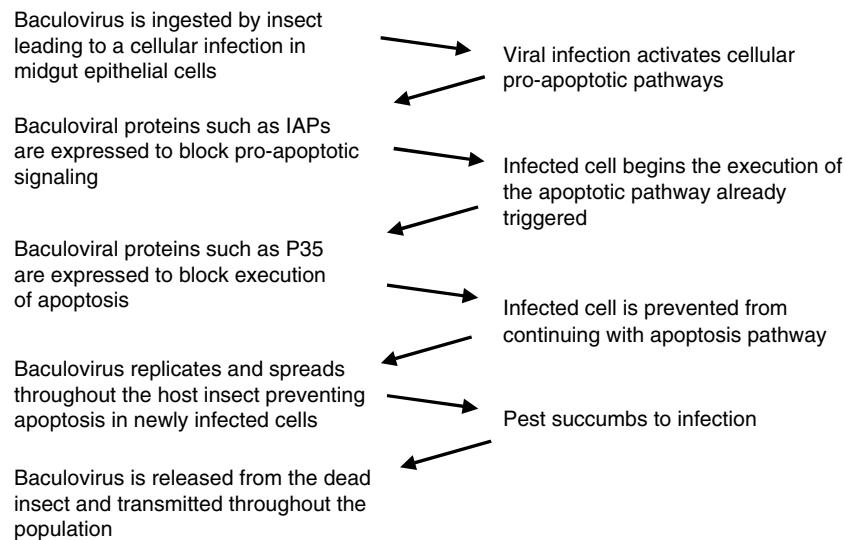 Baculovirus is ingested by insect
leading to a cellular infection in
midgut epithelial cells
Viral infection activates cellular
pro-apoptotic pathways
Baculoviral proteins such as IAPs
are expressed to block pro-apoptotic
signaling
Infected cell begins the execution of
the apoptotic pathway already
triggered
Baculoviral proteins such as P35
are expressed to block execution
of apoptosis
Infected cell is prevented from
continuing with apoptosis pathway
Baculovirus replicates and spreads
throughout the host insect preventing
apoptosis in newly infected cells
Pest succumbs to infection
Baculovirus is released from the dead
insect and transmitted throughout the
population